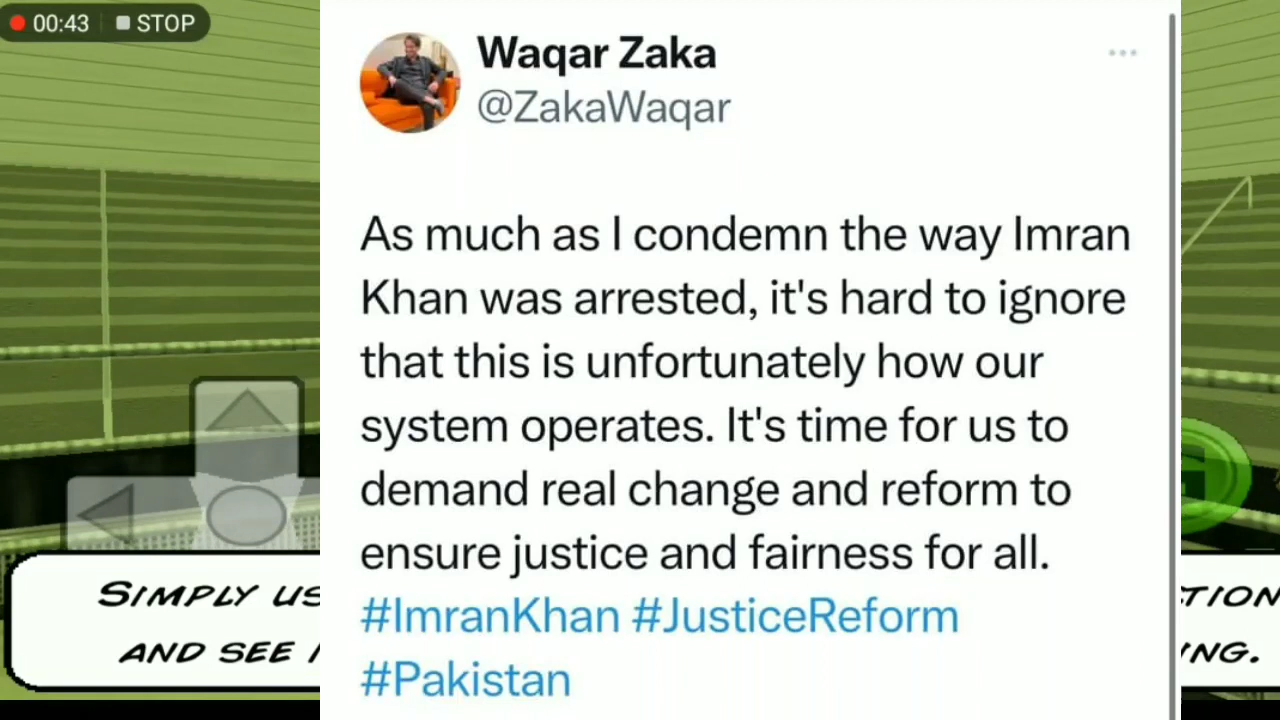 00:43 STOP
Waqar Zaka
@ZakaWaqar
As much as I condemn the way Imran
Khan was arrested, it's hard to ignore
that this is unfortunately how our
system operates. It's time for us to
demand real change and reform to
ensure justice and fairness for all.
#ImranKhan #JusticeReform
#Pakistan
SIMPLY US
AND SEE
TION
NG.